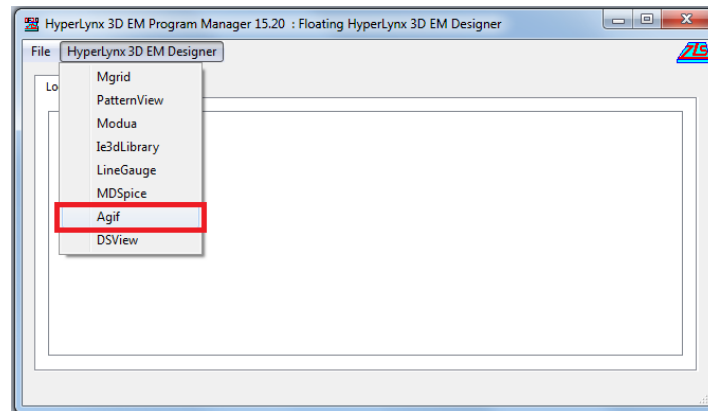 HyperLynx 3D EM Program Manager 15.20 : Floating HyperLynx 3D EM Designer
File HyperLynx 3D EM Designer
Lo
Mgrid
PatternView
Modua
Ie3dLibrary
LineGauge
MDSpice
Agif
DSView